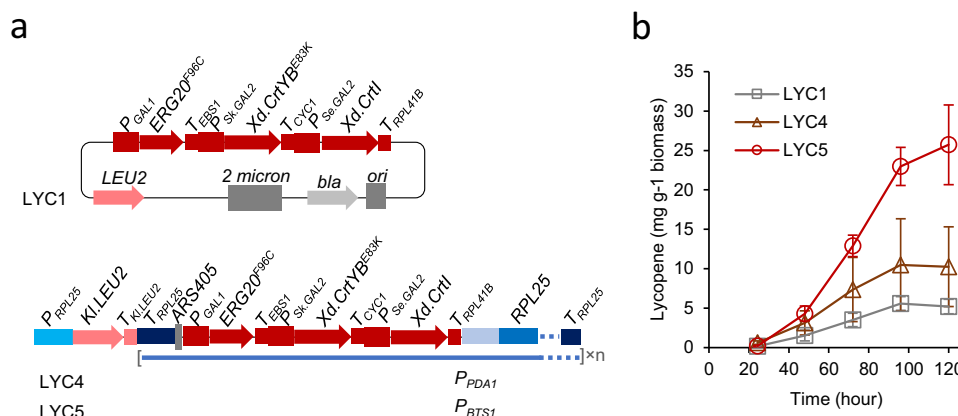 a
P GAL1 ERG20 F96C T EBS1 P Sk.GAL2 Xd.CrtYB E83K T CYC1 P Se.GAL2 Xd.CrtI T RPL41B
LEU2 2 micron bla ori
LYC1
P RPL25 Kl.LEU2 T Kl.LEU2 T RPL25 ARS405 P GAL1 ERG20 F96C T EBS1 P Sk.GAL2 Xd.CrtYB E83K T CYC1 P Se.GAL2 Xd.CrtI T RPL41B RPL25 T RPL25
[ ]×n
LYC4 P PDA1
LYC5 P BTS1
b
35
30
25
20
15
10
5
0
Lycopene (mg g-1 biomass)
LYC1
LYC4
LYC5
0 20 40 60 80 100 120
Time (hour)